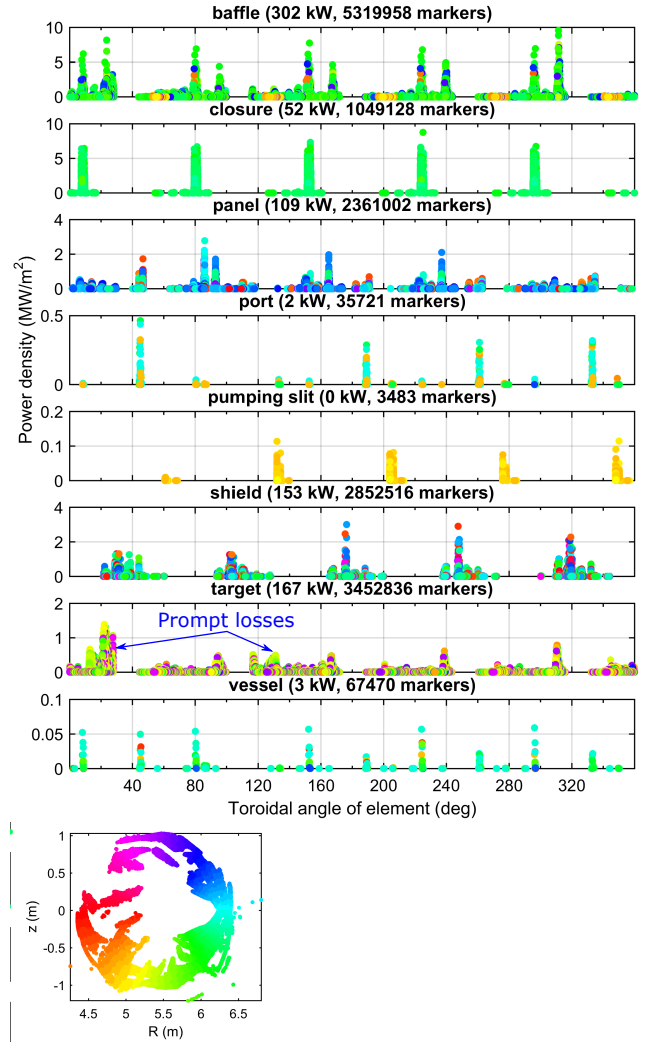 baffle (302 kW, 5319958 markers)
10
5
0
closure (52 kW, 1049128 markers)
10
5
0
panel (109 kW, 2361002 markers)
4
2
0
port (2 kW, 35721 markers)
0.5
0
pumping slit (0 kW, 3483 markers)
0.2
0.1
0
shield (153 kW, 2852516 markers)
4
2
0
target (167 kW, 3452836 markers)
2
1
0
Prompt losses
vessel (3 kW, 67470 markers)
0.1
0.05
0
Power density (MW/m²)
40 80 120 160 200 240 280 320
Toroidal angle of element (deg)
1
0.5
0
-0.5
-1
z (m)
4.5 5 5.5 6 6.5
R (m)